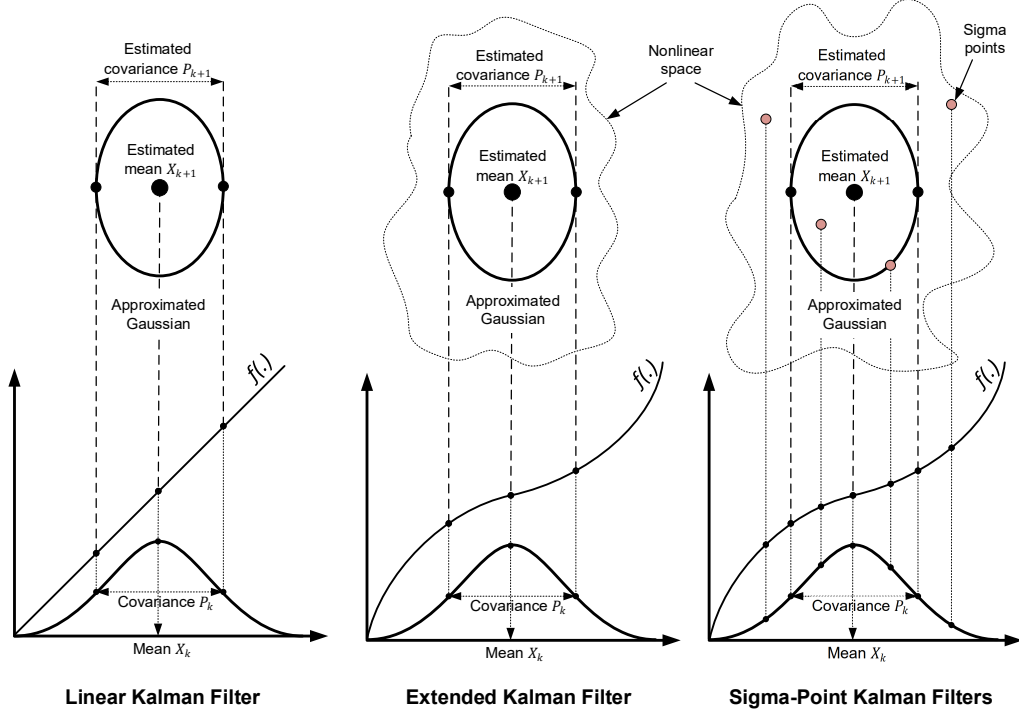 Estimated
covariance P_{k+1}
Estimated
mean X_{k+1}
Approximated
Gaussian
f(.)
Covariance P_k
Mean X_k
Linear Kalman Filter
Estimated
covariance P_{k+1}
Nonlinear
space
Estimated
mean X_{k+1}
Approximated
Gaussian
f(.)
Covariance P_k
Mean X_k
Extended Kalman Filter
Sigma
points
Estimated
covariance P_{k+1}
Estimated
mean X_{k+1}
Approximated
Gaussian
f(.)
Covariance P_k
Mean X_k
Sigma-Point Kalman Filters